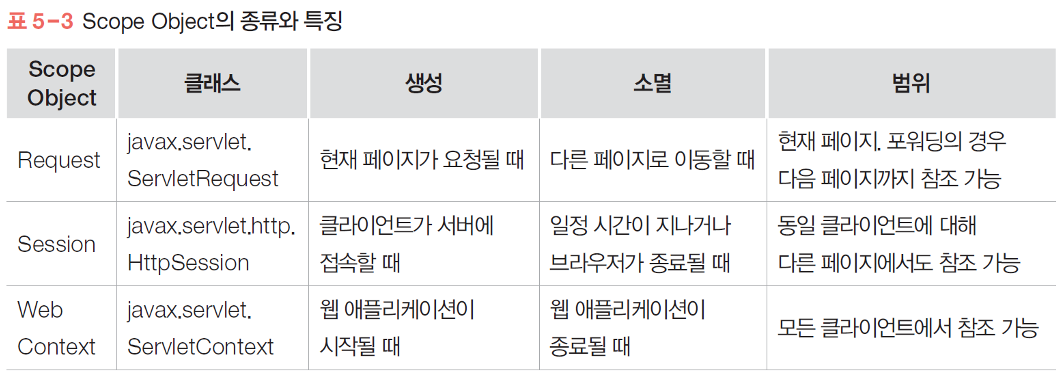 표 5-3 Scope Object의 종류와 특징
Scope
Object
클래스
생성
소멸
범위
Request
javax.servlet.
ServletRequest
현재 페이지가 요청될 때
다른 페이지로 이동할 때
현재 페이지. 포워딩의 경우
다음 페이지까지 참조 가능
Session
javax.servlet.http.
HttpSession
클라이언트가 서버에
접속할 때
일정 시간이 지나거나
브라우저가 종료될 때
동일 클라이언트에 대해
다른 페이지에서도 참조 가능
Web
Context
javax.servlet.
ServletContext
웹 애플리케이션이
시작될 때
웹 애플리케이션이
종료될 때
모든 클라이언트에서 참조 가능